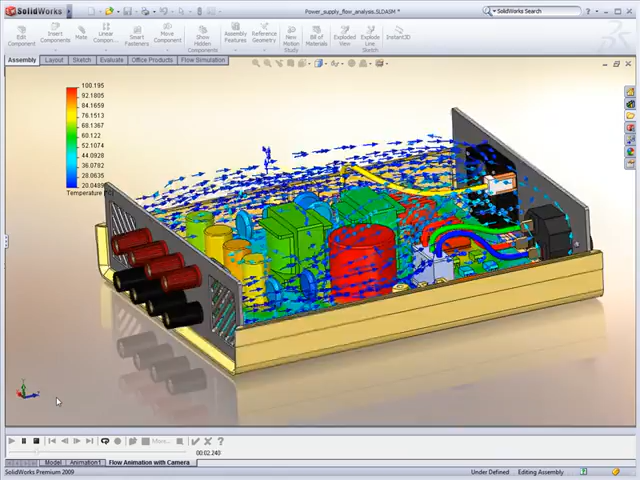 SolidWorks
Power_supply_flow_analysis.SLDASM *
SolidWorks Search
Edit Component
Insert Components
Mate
Linear Compon...
Smart Fasteners
Move Component
Show Hidden Components
Assembly Features
Reference Geometry
New Motion Study
Bill of Materials
Exploded View
Explode Line Sketch
Instant3D
Assembly
Layout
Sketch
Evaluate
Office Products
Flow Simulation
100.195
92.1805
84.1659
76.1513
68.1367
60.122
52.1074
44.0928
36.0782
28.0635
20.0489
Temperature
More...
00:02.240
Model
Animation1
Flow Animation with Camera
SolidWorks Premium 2009
Under Defined
Editing Assembly